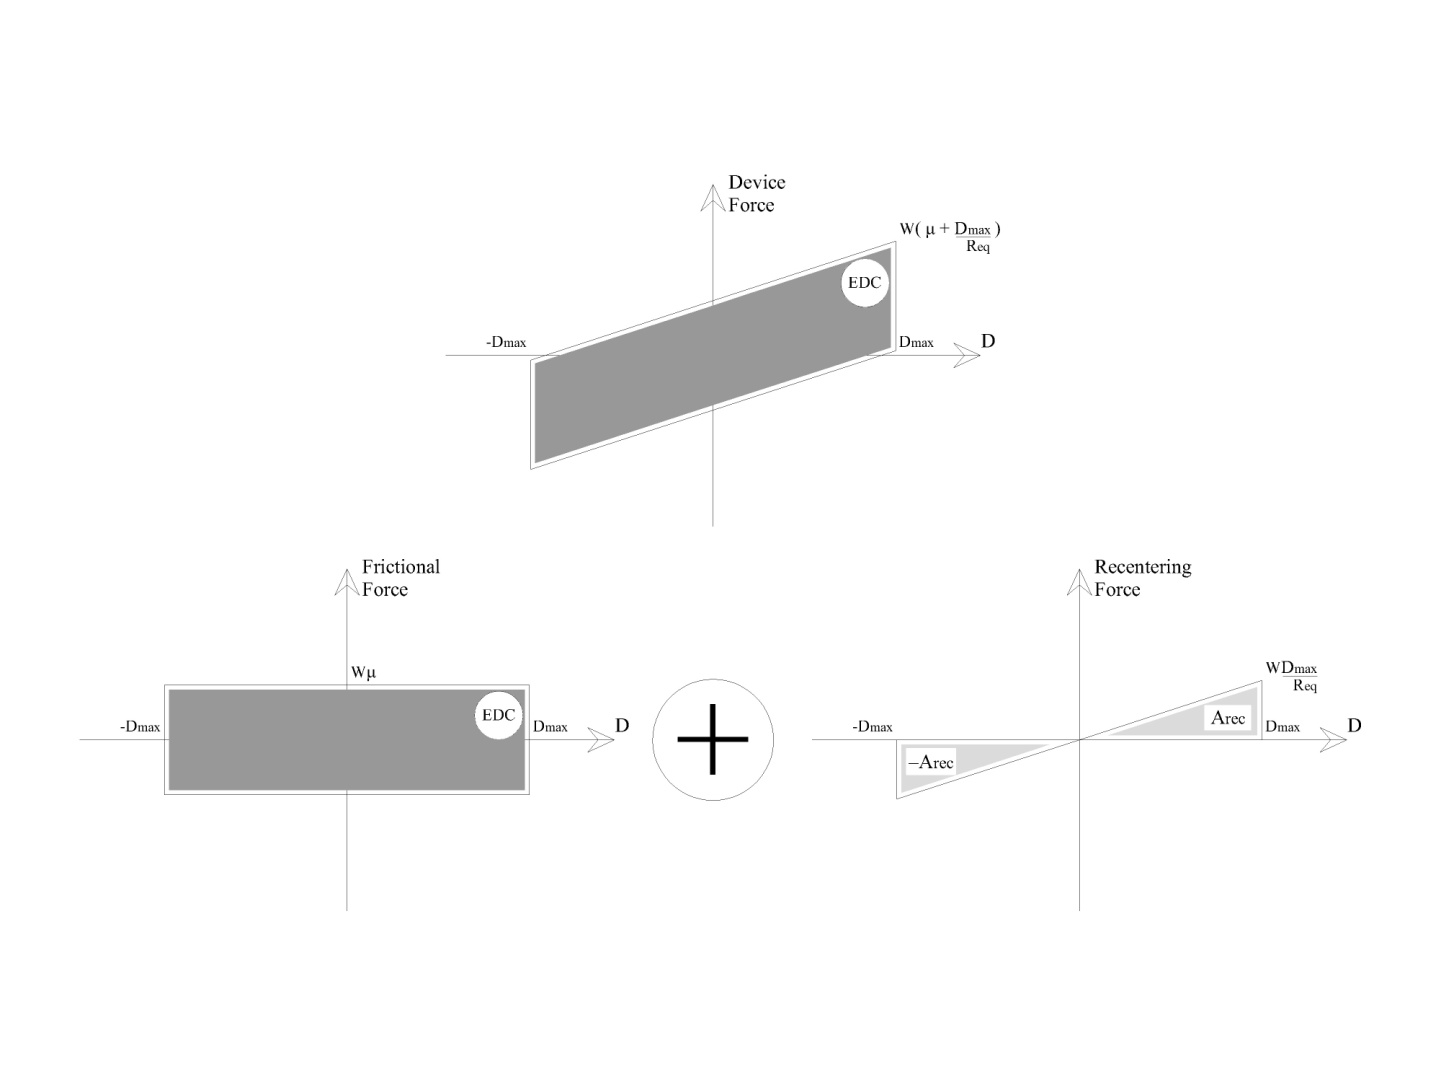 Device
Force
W( μ + Dmax )
Req
EDC
-Dmax
Dmax
D
Frictional
Force
Wμ
EDC
-Dmax
Dmax
D
Recentering
Force
WDmax
Req
Arec
-Dmax
Dmax
D
–Arec